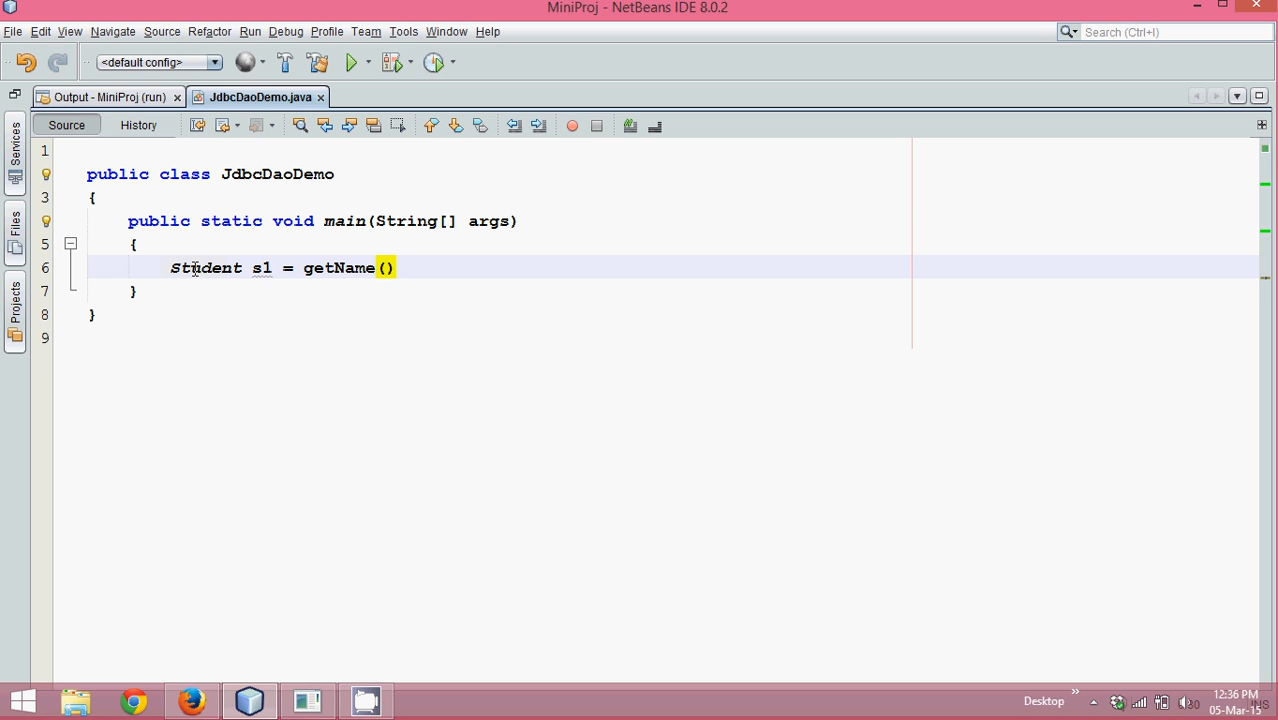 MiniProj - NetBeans IDE 8.0.2
File Edit View Navigate Source Refactor Run Debug Profile Team Tools Window Help
Search (Ctrl+I)
<default config>
Output - MiniProj (run) JdbcDaoDemo.java
Source History
Services
Files
Projects
1
public class JdbcDaoDemo
3 {
public static void main(String[] args)
5 {
6 Student s1 = getName()
7 }
8 }
9
Desktop
12:36 PM
05-Mar-15
INS